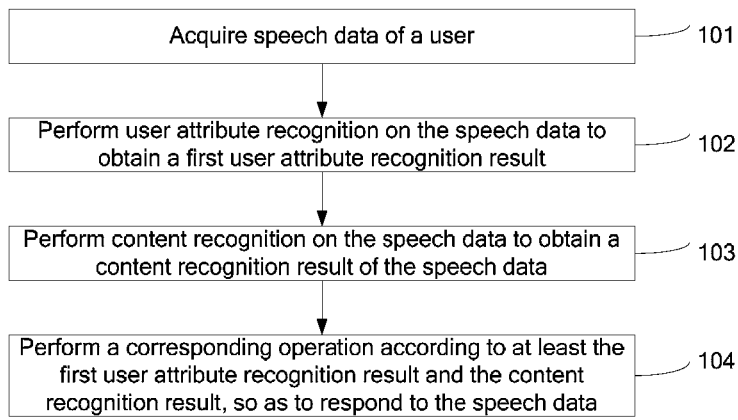 Acquire speech data of a user
101
Perform user attribute recognition on the speech data to
obtain a first user attribute recognition result
102
Perform content recognition on the speech data to obtain a
content recognition result of the speech data
103
Perform a corresponding operation according to at least the
first user attribute recognition result and the content
recognition result, so as to respond to the speech data
104